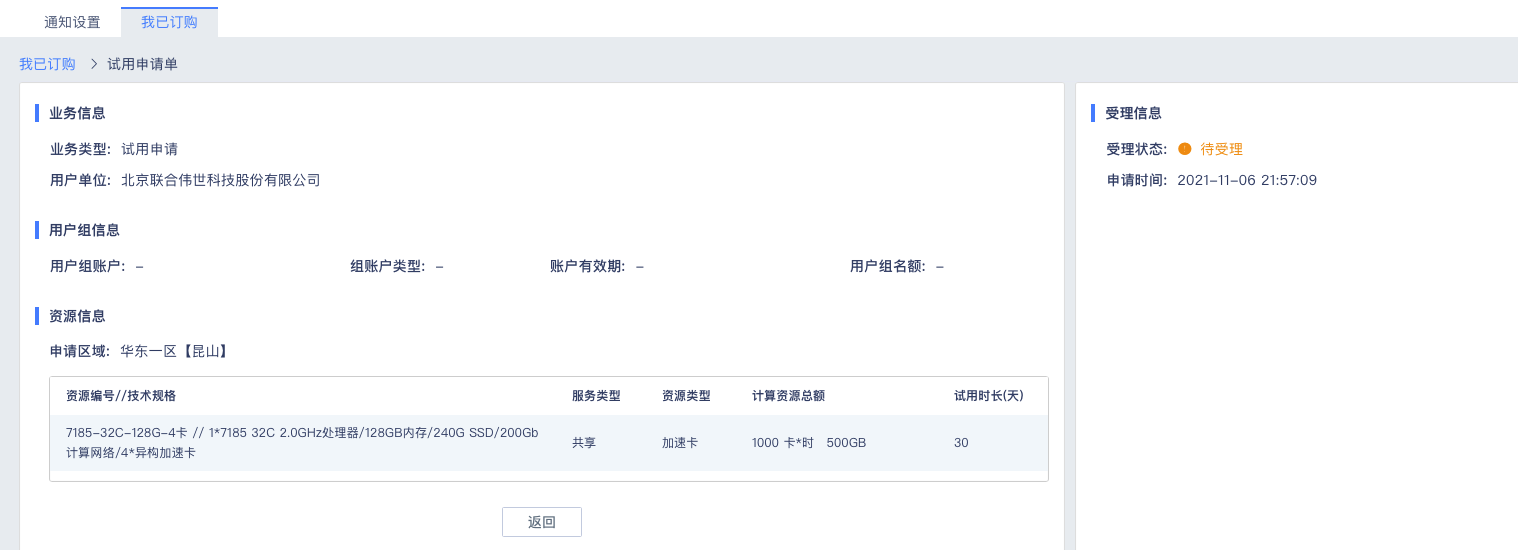 通知设置 我已订购
我已订购 > 试用申请单
业务信息
业务类型: 试用申请
用户单位: 北京联合伟世科技股份有限公司
用户组信息
用户组账户: - 组账户类型: - 账户有效期: - 用户组名额: -
资源信息
申请区域: 华东一区【昆山】
资源编号//技术规格 服务类型 资源类型 计算资源总额 试用时长(天)
7185-32C-128G-4卡 // 1*7185 32C 2.0GHz处理器/128GB内存/240G SSD/200Gb
计算网络/4*异构加速卡 共享 加速卡 1000 卡*时 500GB 30
返回
受理信息
受理状态: 待受理
申请时间: 2021-11-06 21:57:09